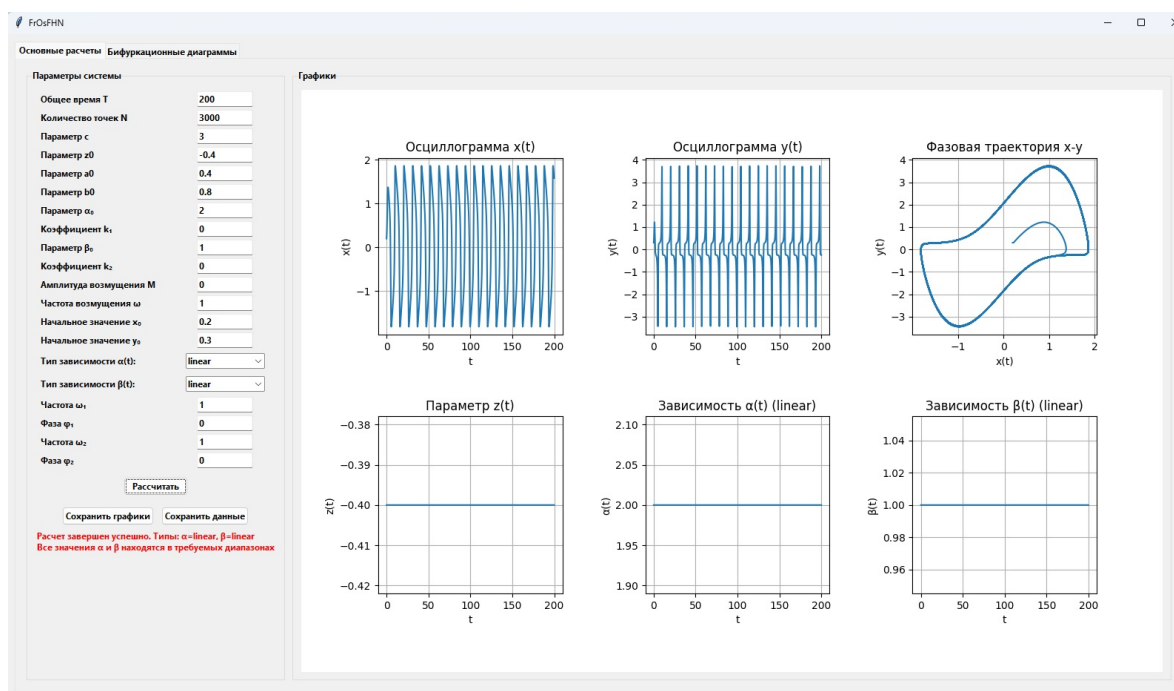 FrOsFHN
Основные расчеты Бифуркационные диаграммы
Параметры системы
Общее время T 200
Количество точек N 3000
Параметр c 3
Параметр z0 -0.4
Параметр a0 0.4
Параметр b0 0.8
Параметр α₀ 2
Коэффициент k₁ 0
Параметр β₀ 1
Коэффициент k₂ 0
Амплитуда возмущения M 0
Частота возмущения ω 1
Начальное значение x₀ 0.2
Начальное значение y₀ 0.3
Тип зависимости α(t): linear
Тип зависимости β(t): linear
Частота ω₁ 1
Фаза φ₁ 0
Частота ω₂ 1
Фаза φ₂ 0
Рассчитать
Сохранить графики Сохранить данные
Расчет завершен успешно. Типы: α=linear, β=linear
Все значения α и β находятся в требуемых диапазонах
Графики
Осциллограмма x(t)
x(t)
2
1
0
−1
0 50 100 150 200
t
Осциллограмма y(t)
y(t)
4
3
2
1
0
−1
−2
−3
0 50 100 150 200
t
Фазовая траектория x-y
y(t)
4
3
2
1
0
−1
−2
−3
−1 0 1 2
x(t)
Параметр z(t)
z(t)
−0.38
−0.39
−0.40
−0.41
−0.42
0 50 100 150 200
t
Зависимость α(t) (linear)
α(t)
2.10
2.05
2.00
1.95
1.90
0 50 100 150 200
t
Зависимость β(t) (linear)
β(t)
1.04
1.02
1.00
0.98
0.96
0 50 100 150 200
t